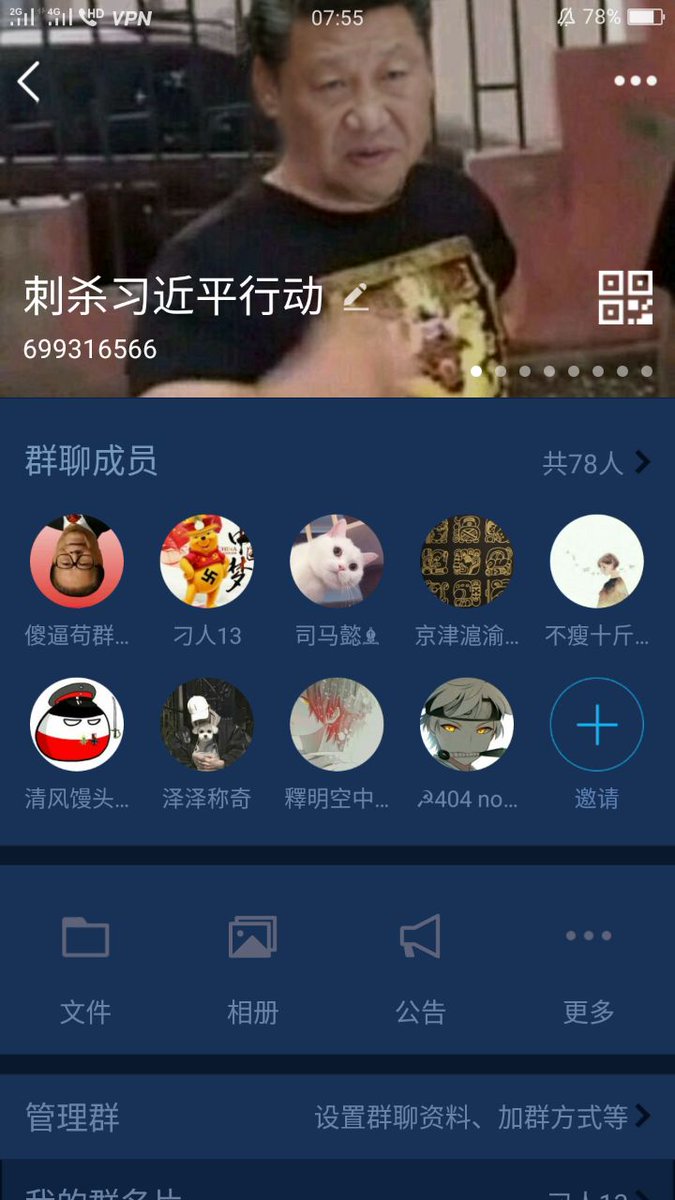 2G 4G HD VPN 07:55 78%
刺杀习近平行动
699316566
群聊成员 共78人
傻逼苟群... 刁人13 司马懿 京津滬渝... 不瘦十斤...
清风馒头... 泽泽称奇 釋明空中... ☭404 no... 邀请
文件 相册 公告 更多
管理群 设置群聊资料、加群方式等
我的群名片 刁人13